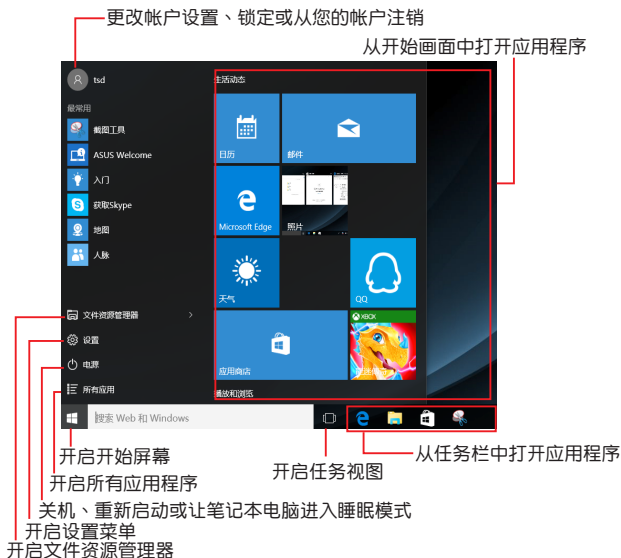 更改帐户设置、锁定或从您的帐户注销
从开始画面中打开应用程序
tsd
生活动态
最常用
截图工具
ASUS Welcome
入门
获取Skype
地图
人脉
日历
邮件
Microsoft Edge
照片
天气
QQ
XBOX
应用商店
播放和浏览
文件资源管理器
设置
电源
所有应用
搜索 Web 和 Windows
开启开始屏幕
开启任务视图
从任务栏中打开应用程序
开启所有应用程序
关机、重新启动或让笔记本电脑进入睡眠模式
开启设置菜单
开启文件资源管理器